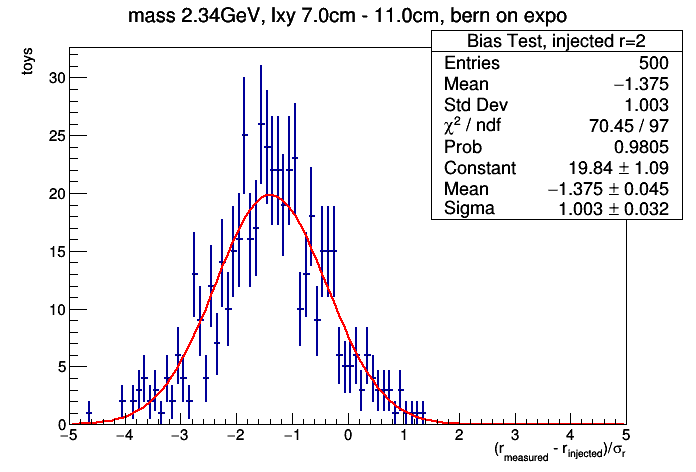 mass 2.34GeV, lxy 7.0cm - 11.0cm, bern on expo
toys
Bias Test, injected r=2
Entries 500
Mean −1.375
Std Dev 1.003
χ² / ndf 70.45 / 97
Prob 0.9805
Constant 19.84 ± 1.09
Mean −1.375 ± 0.045
Sigma 1.003 ± 0.032
30
25
20
15
10
5
0
−5 −4 −3 −2 −1 0 1 2 3 4 5
(r_measured - r_injected)/σ_r